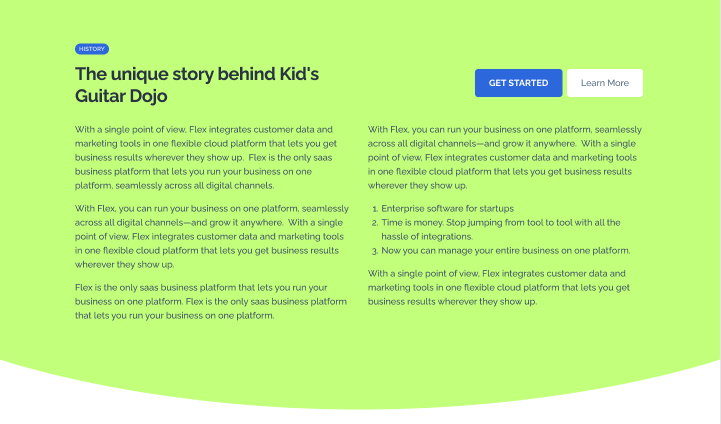 HISTORY
The unique story behind Kid's
Guitar Dojo
GET STARTED
Learn More
With a single point of view, Flex integrates customer data and
marketing tools in one flexible cloud platform that lets you get
business results wherever they show up.  Flex is the only saas
business platform that lets you run your business on one
platform, seamlessly across all digital channels.
With Flex, you can run your business on one platform, seamlessly
across all digital channels—and grow it anywhere.  With a single
point of view, Flex integrates customer data and marketing tools
in one flexible cloud platform that lets you get business results
wherever they show up.
Flex is the only saas business platform that lets you run your
business on one platform. Flex is the only saas business platform
that lets you run your business on one platform.
With Flex, you can run your business on one platform, seamlessly
across all digital channels—and grow it anywhere.  With a single
point of view, Flex integrates customer data and marketing tools
in one flexible cloud platform that lets you get business results
wherever they show up.
1. Enterprise software for startups
2. Time is money. Stop jumping from tool to tool with all the
hassle of integrations.
3. Now you can manage your entire business on one platform.
With a single point of view, Flex integrates customer data and
marketing tools in one flexible cloud platform that lets you get
business results wherever they show up.